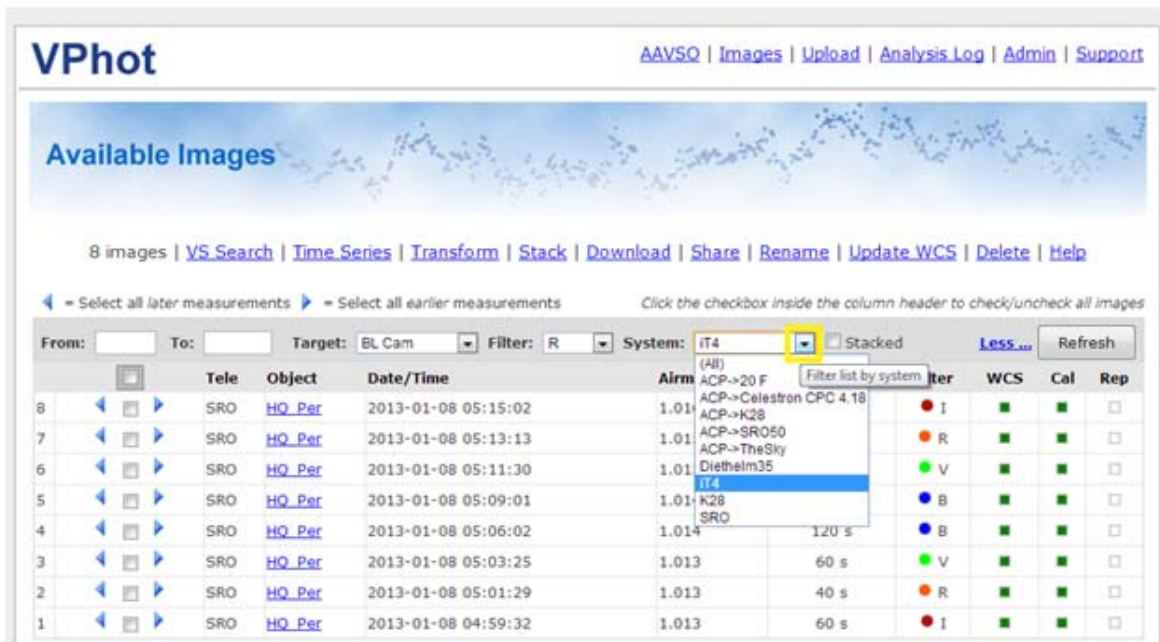 VPhot
AAVSO | Images | Upload | Analysis Log | Admin | Support
Available Images
8 images | VS Search | Time Series | Transform | Stack | Download | Share | Rename | Update WCS | Delete | Help
= Select all later measurements = Select all earlier measurements Click the checkbox inside the column header to check/uncheck all images
From: To: Target: BL Cam Filter: R System: iT4 Stacked Less ... Refresh
(All)
ACP->20 F
ACP->Celestron CPC 4.18
ACP->K28
ACP->SRO50
ACP->TheSky
Diethelm35
iT4
K28
SRO
Filter list by system
Tele Object Date/Time Airm ter WCS Cal Rep
8 SRO HQ Per 2013-01-08 05:15:02 1.01 I
7 SRO HQ Per 2013-01-08 05:13:13 1.01 R
6 SRO HQ Per 2013-01-08 05:11:30 1.01 V
5 SRO HQ Per 2013-01-08 05:09:01 1.01 B
4 SRO HQ Per 2013-01-08 05:06:02 1.014 120 s B
3 SRO HQ Per 2013-01-08 05:03:25 1.013 60 s V
2 SRO HQ Per 2013-01-08 05:01:29 1.013 40 s R
1 SRO HQ Per 2013-01-08 04:59:32 1.013 60 s I